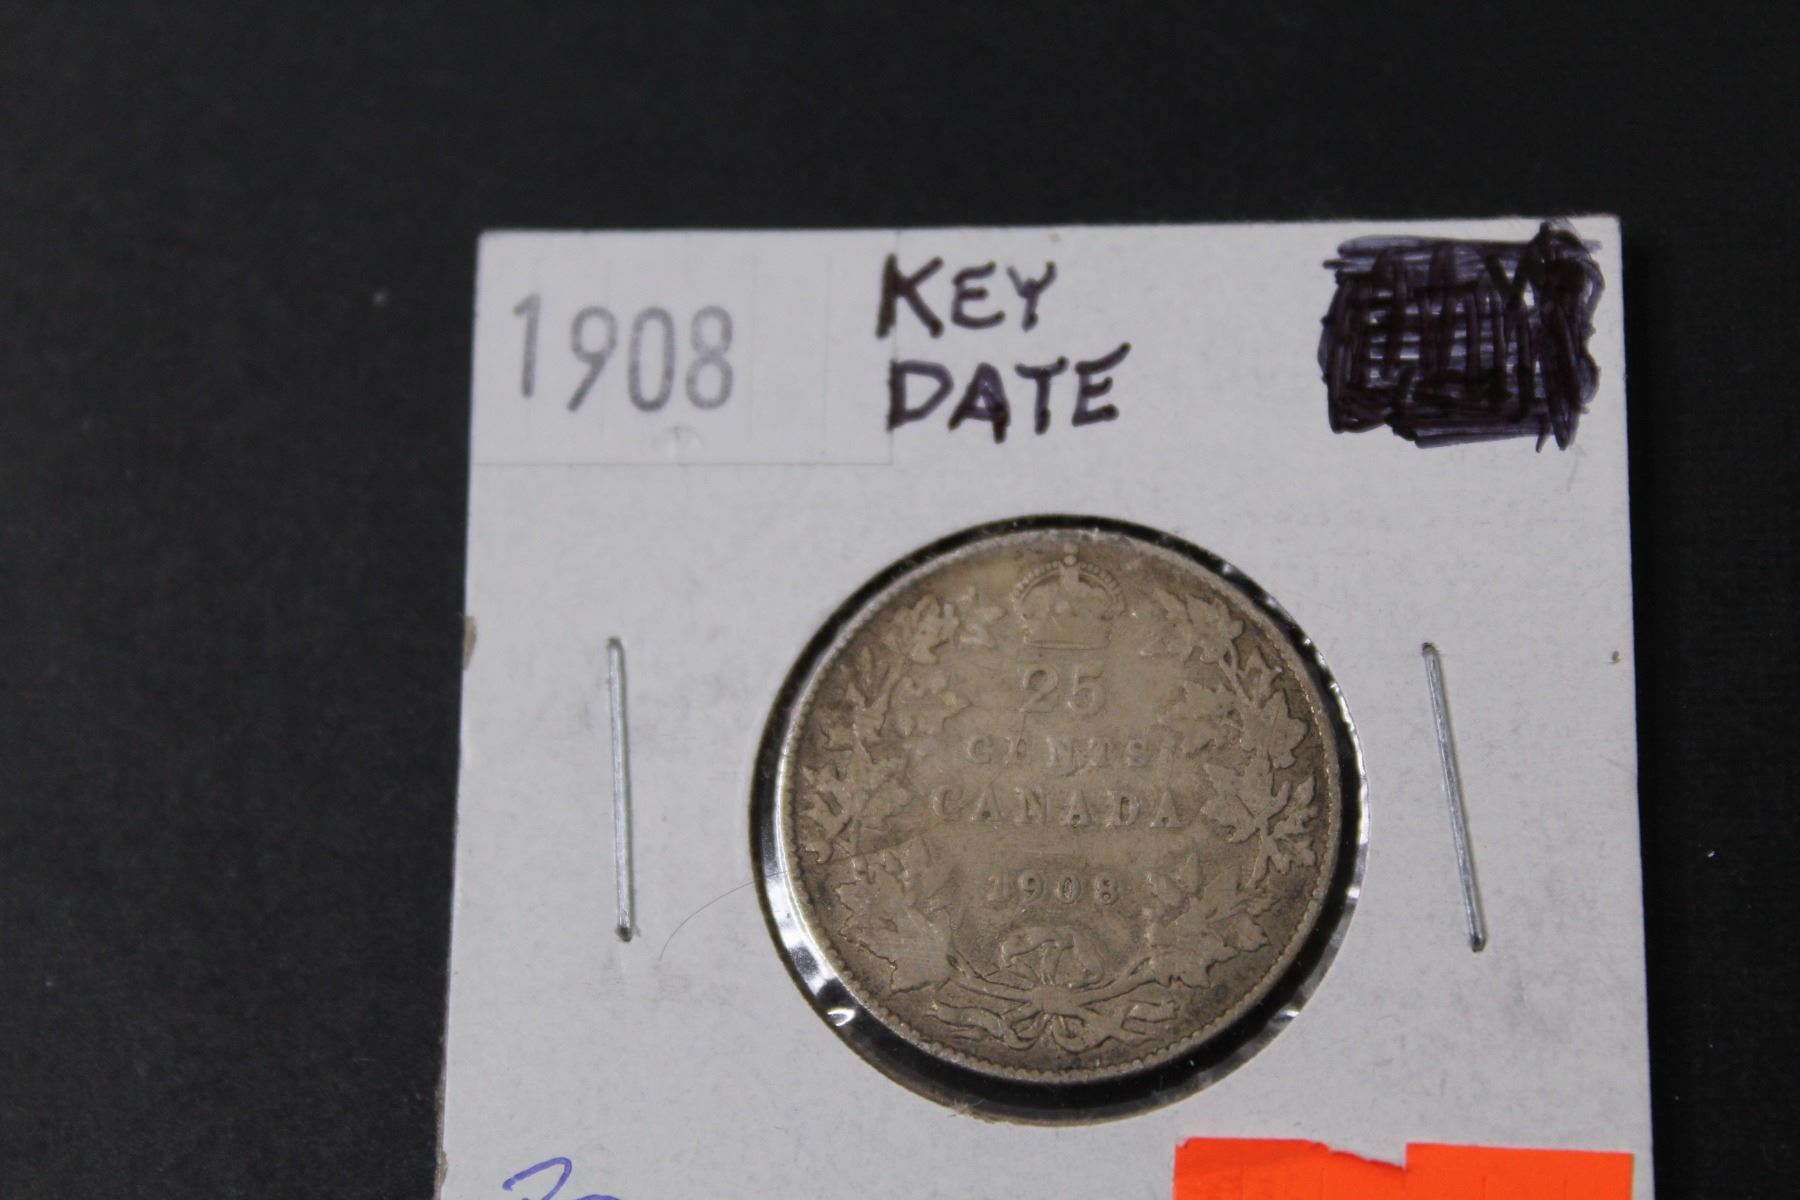 1908
KEY
DATE
25
CENTS
CANADA
1908